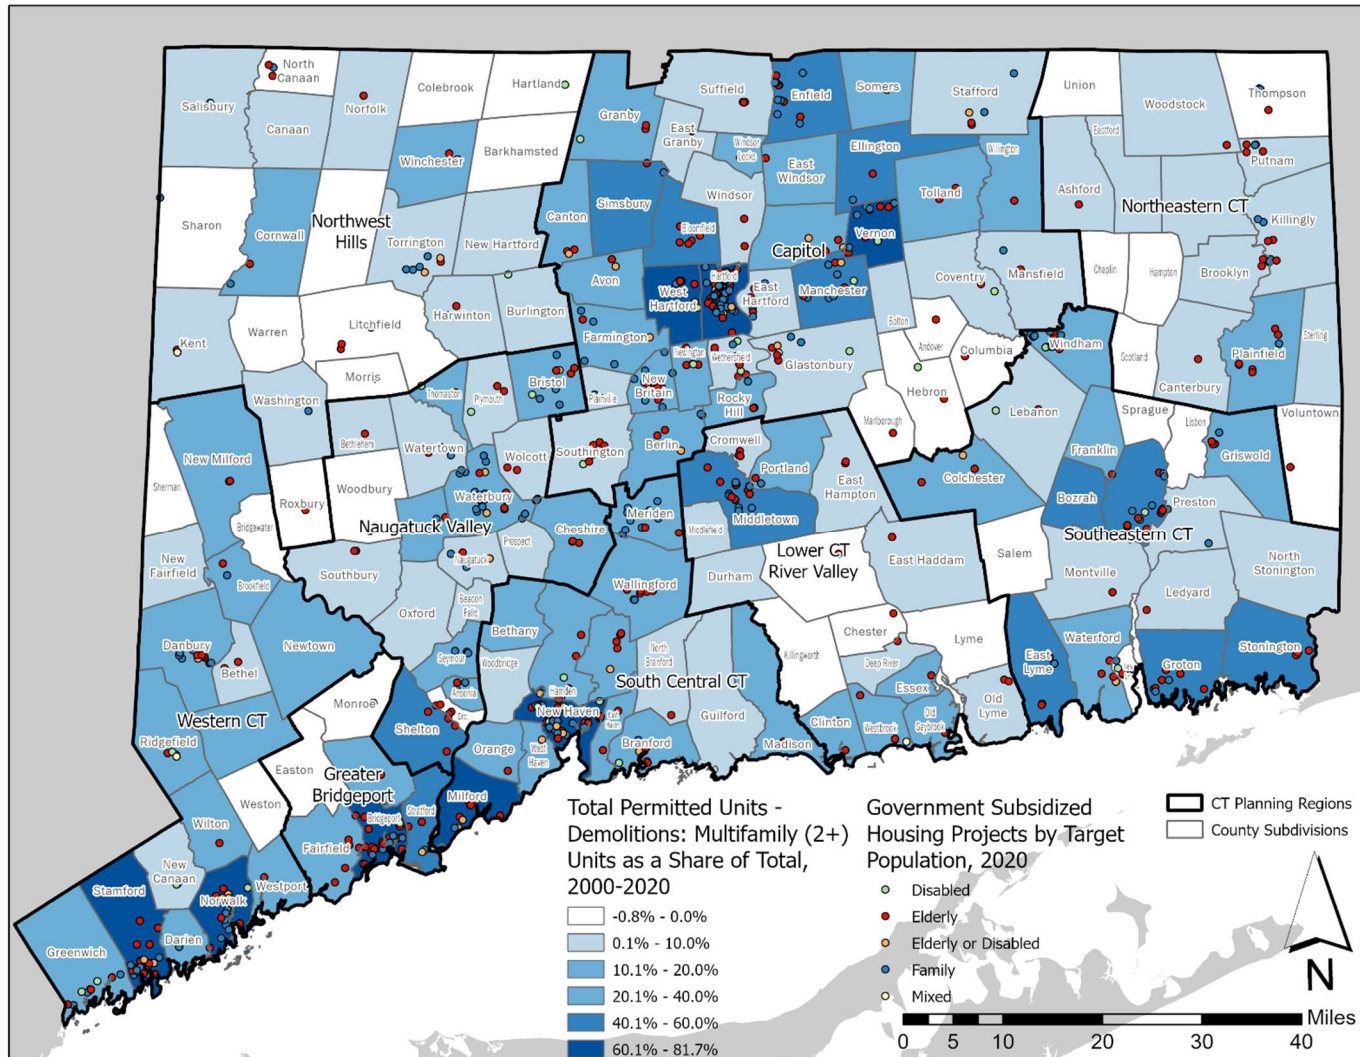 North
Canaan
Colebrook
Hartland
Suffield
Enfield
Somers
Stafford
Union
Woodstock
Thompson
Salisbury
Canaan
Norfolk
Granby
East
Granby
Windsor
Locks
Eastford
Winchester
Barkhamsted
Ellington
Willington
Putnam
East
Windsor
Simsbury
Windsor
Tolland
Ashford
Sharon
Cornwall
Northwest
Hills
Torrington
New Hartford
Canton
Bloomfield
Vernon
Northeastern CT
Killingly
Capitol
Avon
West
Hartford
Hartford
East
Hartford
Manchester
Coventry
Mansfield
Chaplin
Hampton
Brooklyn
Warren
Litchfield
Harwinton
Burlington
Farmington
Bolton
Andover
Columbia
Windham
Scotland
Plainfield
Sterling
Kent
Morris
Bristol
Plainville
Newington
Wethersfield
Glastonbury
Washington
Thomaston
Plymouth
New
Britain
Rocky
Hill
Hebron
Canterbury
Lebanon
Sprague
Lisbon
Voluntown
Bethlehem
Watertown
Wolcott
Southington
Berlin
Cromwell
Portland
Marlborough
Franklin
Griswold
New Milford
Sherman
Woodbury
Roxbury
Bridgewater
Waterbury
Naugatuck Valley
Cheshire
Meriden
Middletown
East
Hampton
Colchester
Bozrah
Preston
Southeastern CT
Middlefield
New
Fairfield
Brookfield
Southbury
Naugatuck
Prospect
Wallingford
Durham
Lower CT
River Valley
East Haddam
Salem
Montville
Ledyard
North
Stonington
Oxford
Beacon
Falls
Bethany
Danbury
Bethel
Newtown
Seymour
Woodbridge
Hamden
North
Branford
Killingworth
Chester
Lyme
Deep River
East
Lyme
Waterford
Groton
Stonington
Monroe
Ansonia
South Central CT
Guilford
Essex
Old
Lyme
Western CT
Ridgefield
Shelton
Orange
New Haven
West
Haven
East
Haven
Branford
Madison
Clinton
Westbrook
Old
Saybrook
Easton
Greater
Bridgeport
Weston
Milford
Stratford
Bridgeport
Wilton
Fairfield
New
Canaan
Westport
Stamford
Norwalk
Darien
Greenwich
Total Permitted Units -
Demolitions: Multifamily (2+)
Units as a Share of Total,
2000-2020
-0.8% - 0.0%
0.1% - 10.0%
10.1% - 20.0%
20.1% - 40.0%
40.1% - 60.0%
60.1% - 81.7%
Government Subsidized
Housing Projects by Target
Population, 2020
Disabled
Elderly
Elderly or Disabled
Family
Mixed
CT Planning Regions
County Subdivisions
N
Miles
0 5 10 20 30 40